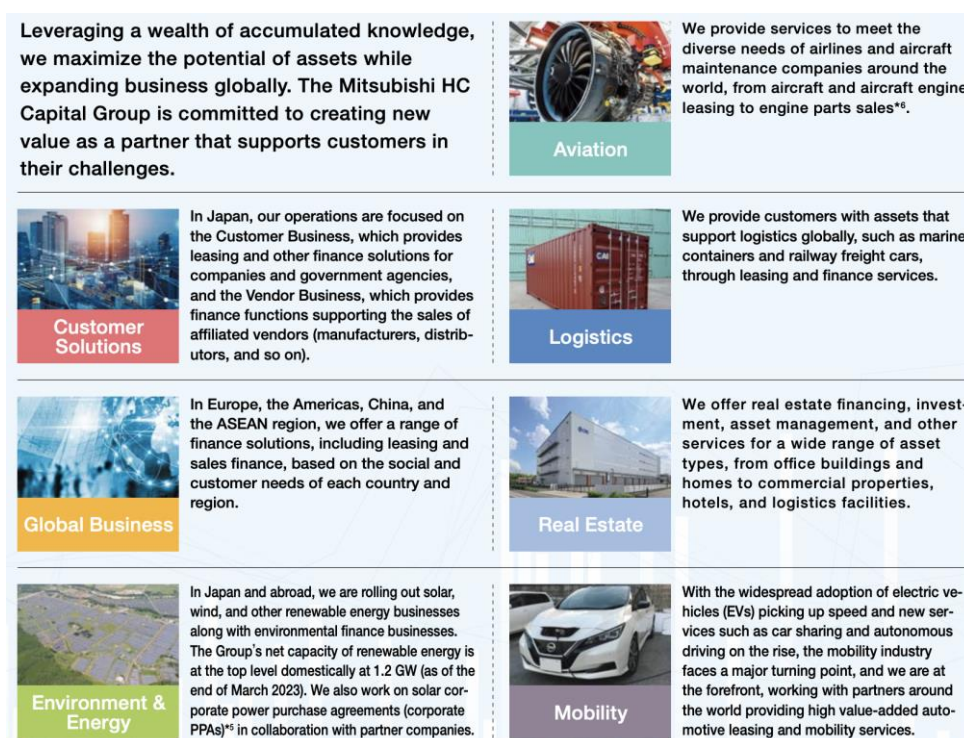 Leveraging a wealth of accumulated knowledge,
we maximize the potential of assets while
expanding business globally. The Mitsubishi HC
Capital Group is committed to creating new
value as a partner that supports customers in
their challenges.
Aviation
We provide services to meet the
diverse needs of airlines and aircraft
maintenance companies around the
world, from aircraft and aircraft engine
leasing to engine parts sales*6.
Customer
Solutions
In Japan, our operations are focused on
the Customer Business, which provides
leasing and other finance solutions for
companies and government agencies,
and the Vendor Business, which provides
finance functions supporting the sales of
affiliated vendors (manufacturers, distrib-
utors, and so on).
CAI
Logistics
We provide customers with assets that
support logistics globally, such as marine
containers and railway freight cars,
through leasing and finance services.
Global Business
In Europe, the Americas, China, and
the ASEAN region, we offer a range of
finance solutions, including leasing and
sales finance, based on the social and
customer needs of each country and
region.
Real Estate
We offer real estate financing, invest-
ment, asset management, and other
services for a wide range of asset
types, from office buildings and
homes to commercial properties,
hotels, and logistics facilities.
Environment &
Energy
In Japan and abroad, we are rolling out solar,
wind, and other renewable energy businesses
along with environmental finance businesses.
The Group's net capacity of renewable energy is
at the top level domestically at 1.2 GW (as of the
end of March 2023). We also work on solar cor-
porate power purchase agreements (corporate
PPAs)*5 in collaboration with partner companies.
Mobility
With the widespread adoption of electric ve-
hicles (EVs) picking up speed and new ser-
vices such as car sharing and autonomous
driving on the rise, the mobility industry
faces a major turning point, and we are at
the forefront, working with partners around
the world providing high value-added auto-
motive leasing and mobility services.